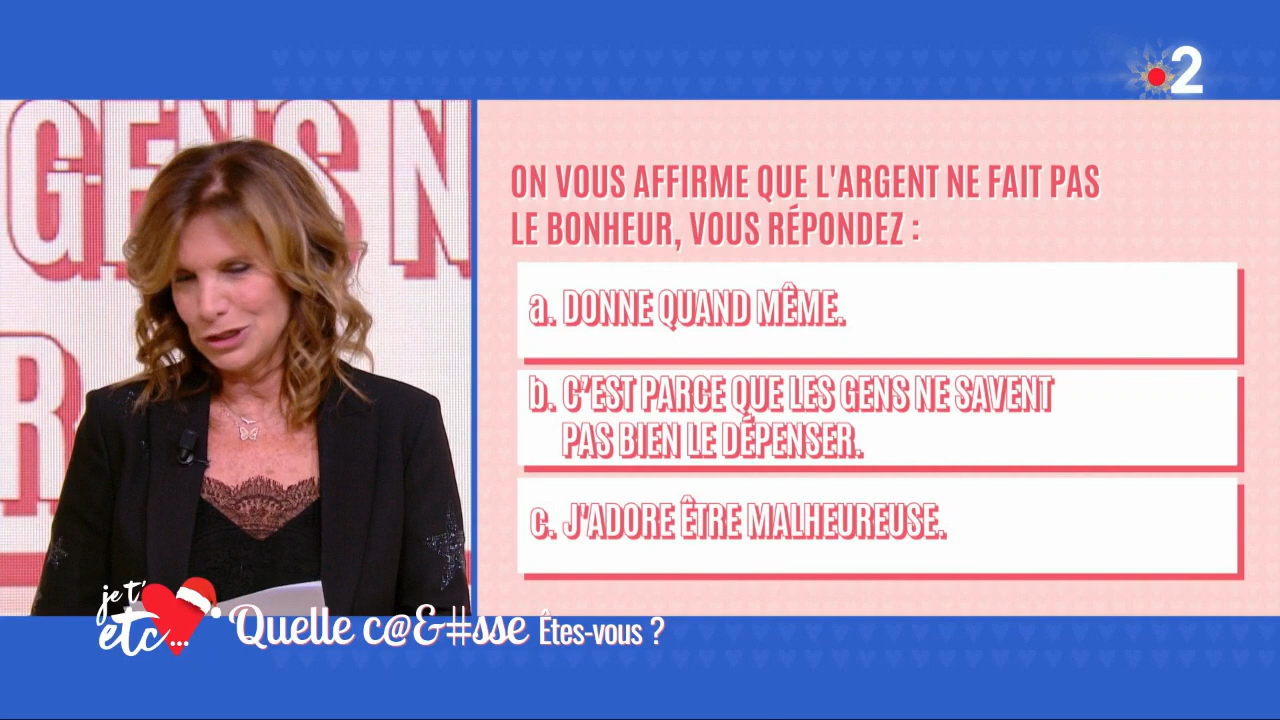 GENS N
R
2
ON VOUS AFFIRME QUE L'ARGENT NE FAIT PAS
LE BONHEUR, VOUS RÉPONDEZ :
a. DONNE QUAND MÊME.
b. C'EST PARCE QUE LES GENS NE SAVENT
PAS BIEN LE DÉPENSER.
c. J'ADORE ÊTRE MALHEUREUSE.
je t'
etc...
Quelle c@&#sse Êtes-vous ?